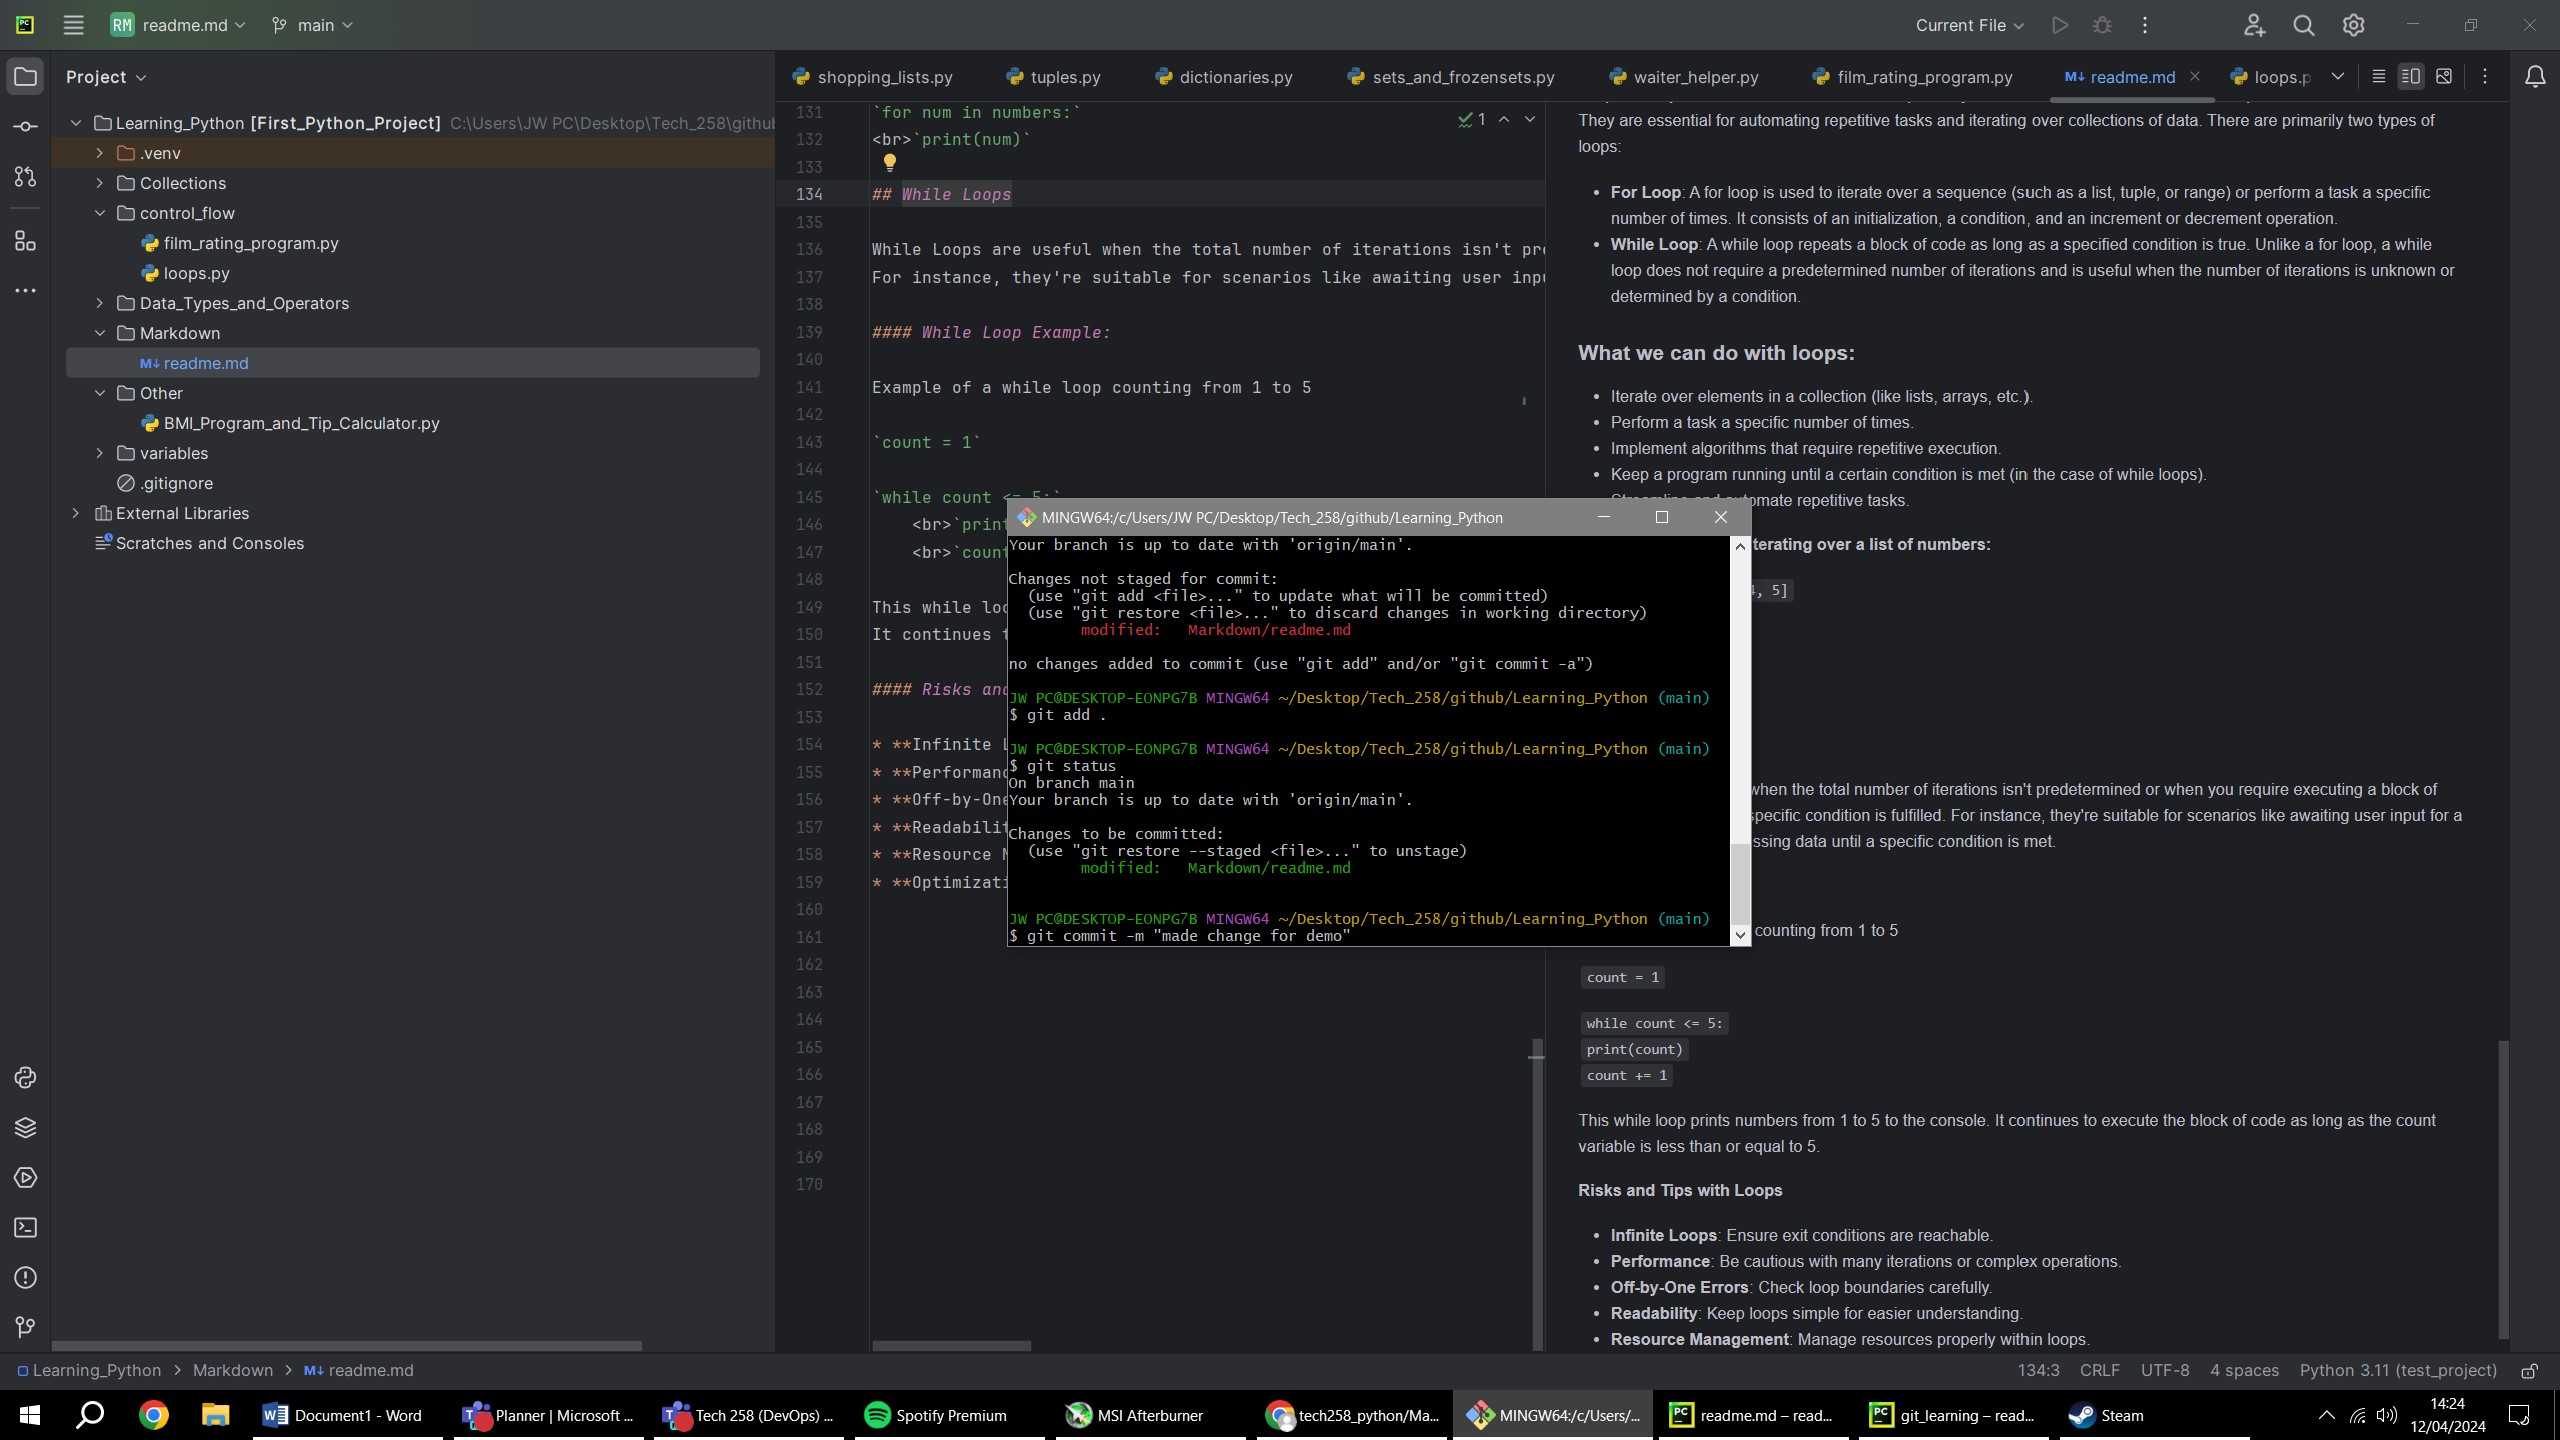 RM readme.md
main
Current File
Project
Learning_Python [First_Python_Project] C:\Users\JW PC\Desktop\Tech_258\githu
.venv
Collections
control_flow
film_rating_program.py
loops.py
Data_Types_and_Operators
Markdown
M↓ readme.md
Other
BMI_Program_and_Tip_Calculator.py
variables
.gitignore
External Libraries
Scratches and Consoles
shopping_lists.py
tuples.py
dictionaries.py
sets_and_frozensets.py
waiter_helper.py
film_rating_program.py
M↓ readme.md
loops.p
1
131 `for num in numbers:`
132 <br>`print(num)`
133
134 ## While Loops
135
136 While Loops are useful when the total number of iterations isn't pr
137 For instance, they're suitable for scenarios like awaiting user inp
138
139 #### While Loop Example:
140
141 Example of a while loop counting from 1 to 5
142
143 `count = 1`
144
145 `while count <= 5:`
146 <br>`prin
147 <br>`coun
148
149 This while loo
150 It continues
151
152 #### Risks an
153
154 * **Infinite
155 * **Performanc
156 * **Off-by-One
157 * **Readabilit
158 * **Resource
159 * **Optimizati
160
161
162
163
164
165
166
167
168
169
170
They are essential for automating repetitive tasks and iterating over collections of data. There are primarily two types of
loops:
• For Loop: A for loop is used to iterate over a sequence (such as a list, tuple, or range) or perform a task a specific
number of times. It consists of an initialization, a condition, and an increment or decrement operation.
• While Loop: A while loop repeats a block of code as long as a specified condition is true. Unlike a for loop, a while
loop does not require a predetermined number of iterations and is useful when the number of iterations is unknown or
determined by a condition.
What we can do with loops:
• Iterate over elements in a collection (like lists, arrays, etc.).
• Perform a task a specific number of times.
• Implement algorithms that require repetitive execution.
• Keep a program running until a certain condition is met (in the case of while loops).
• Streamline and automate repetitive tasks.
terating over a list of numbers:
4, 5]
when the total number of iterations isn't predetermined or when you require executing a block of
specific condition is fulfilled. For instance, they're suitable for scenarios like awaiting user input for a
ssing data until a specific condition is met.
counting from 1 to 5
count = 1
while count <= 5:
print(count)
count += 1
This while loop prints numbers from 1 to 5 to the console. It continues to execute the block of code as long as the count
variable is less than or equal to 5.
Risks and Tips with Loops
• Infinite Loops: Ensure exit conditions are reachable.
• Performance: Be cautious with many iterations or complex operations.
• Off-by-One Errors: Check loop boundaries carefully.
• Readability: Keep loops simple for easier understanding.
• Resource Management: Manage resources properly within loops.
MINGW64:/c/Users/JW PC/Desktop/Tech_258/github/Learning_Python
Your branch is up to date with 'origin/main'.
Changes not staged for commit:
(use "git add <file>..." to update what will be committed)
(use "git restore <file>..." to discard changes in working directory)
modified: Markdown/readme.md
no changes added to commit (use "git add" and/or "git commit -a")
JW PC@DESKTOP-EONPG7B MINGW64 ~/Desktop/Tech_258/github/Learning_Python (main)
$ git add .
JW PC@DESKTOP-EONPG7B MINGW64 ~/Desktop/Tech_258/github/Learning_Python (main)
$ git status
On branch main
Your branch is up to date with 'origin/main'.
Changes to be committed:
(use "git restore --staged <file>..." to unstage)
modified: Markdown/readme.md
JW PC@DESKTOP-EONPG7B MINGW64 ~/Desktop/Tech_258/github/Learning_Python (main)
$ git commit -m "made change for demo"
Learning_Python > Markdown > M↓ readme.md
134:3 CRLF UTF-8 4 spaces Python 3.11 (test_project)
Document1 - Word
Planner | Microsoft ...
Tech 258 (DevOps) ...
Spotify Premium
MSI Afterburner
tech258_python/Ma...
MINGW64:/c/Users/...
readme.md – read...
git_learning – read...
Steam
14:24
12/04/2024